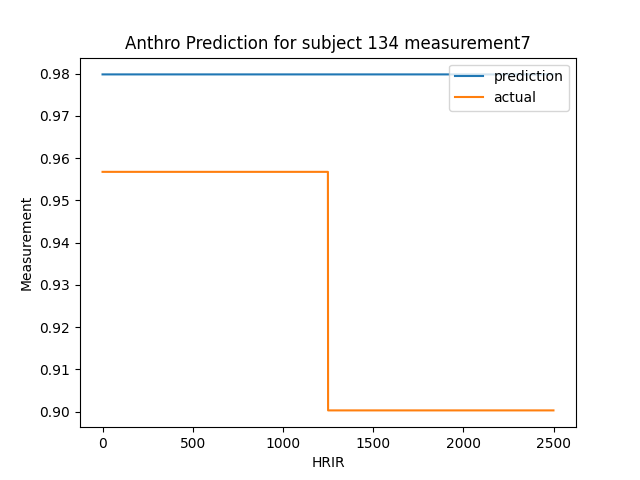 Anthro Prediction for subject 134 measurement7
prediction
actual
Measurement
0.98
0.97
0.96
0.95
0.94
0.93
0.92
0.91
0.90
0 500 1000 1500 2000 2500
HRIR